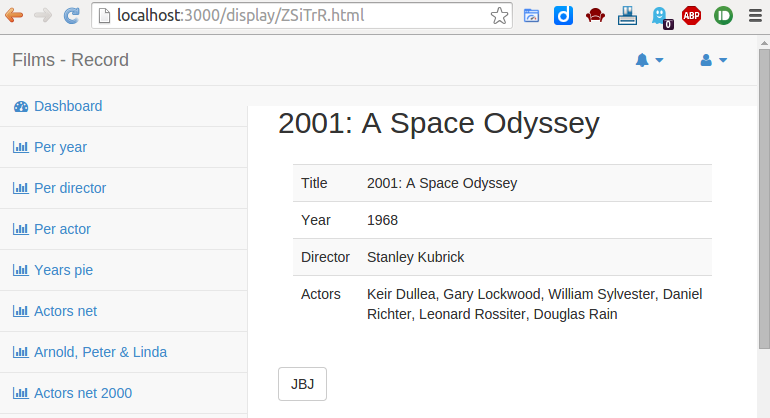 localhost:3000/display/ZSiTrR.html
0
ABP
Films - Record
Dashboard
Per year
Per director
Per actor
Years pie
Actors net
Arnold, Peter & Linda
Actors net 2000
2001: A Space Odyssey
Title 2001: A Space Odyssey
Year 1968
Director Stanley Kubrick
Actors Keir Dullea, Gary Lockwood, William Sylvester, Daniel
Richter, Leonard Rossiter, Douglas Rain
JBJ